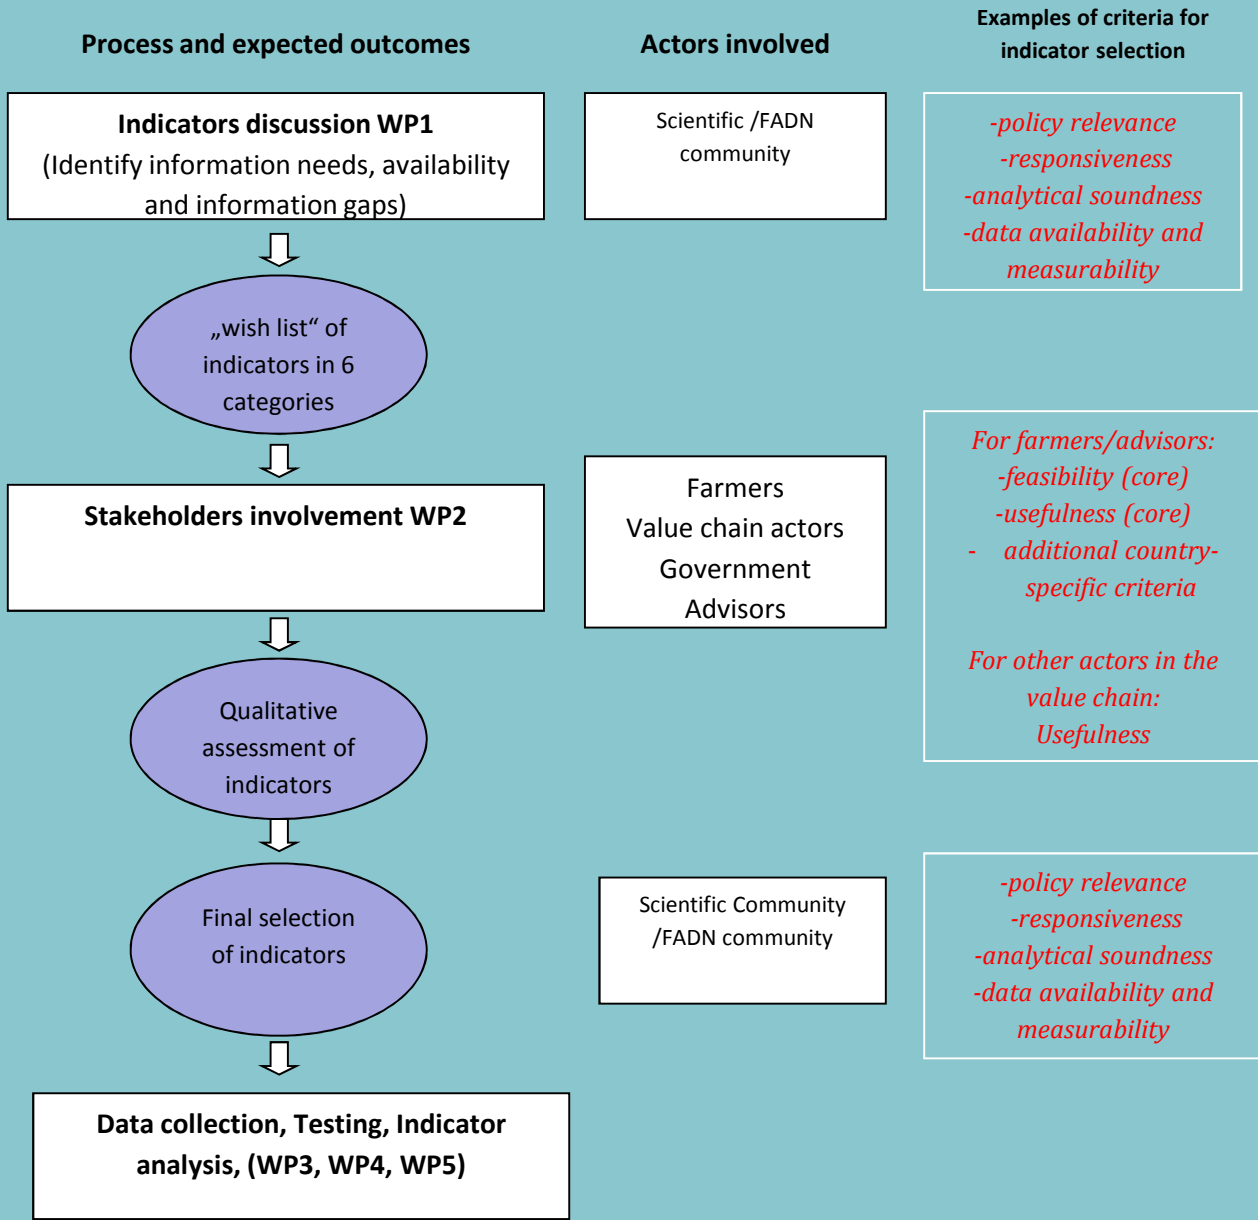 Process and expected outcomes
Actors involved
Examples of criteria for
indicator selection
Indicators discussion WP1
(Identify information needs, availability
and information gaps)
Scientific /FADN
community
-policy relevance
-responsiveness
-analytical soundness
-data availability and
measurability
„wish list“ of
indicators in 6
categories
Stakeholders involvement WP2
Farmers
Value chain actors
Government
Advisors
For farmers/advisors:
-feasibility (core)
-usefulness (core)
- additional country-
specific criteria
For other actors in the
value chain:
Usefulness
Qualitative
assessment of
indicators
Final selection
of indicators
Scientific Community
/FADN community
-policy relevance
-responsiveness
-analytical soundness
-data availability and
measurability
Data collection, Testing, Indicator
analysis, (WP3, WP4, WP5)